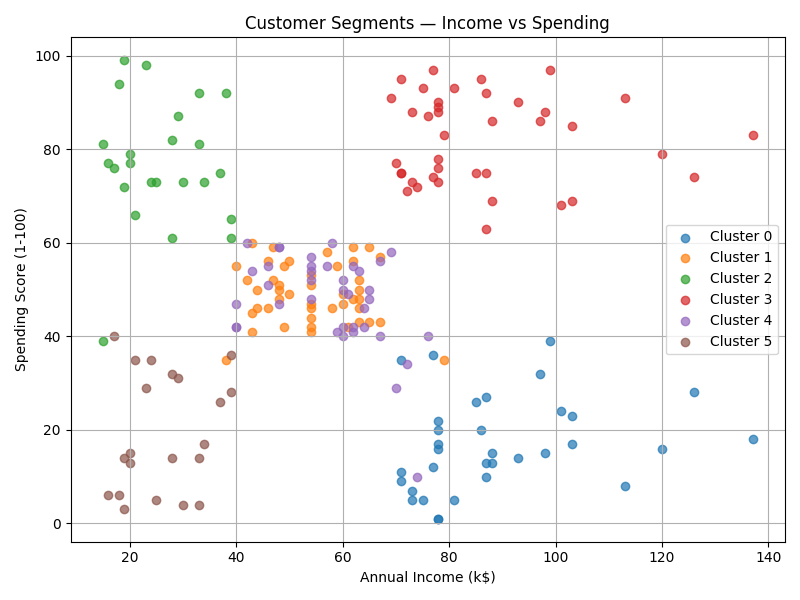 Customer Segments — Income vs Spending
100
80
60
40
20
0
Spending Score (1-100)
Cluster 0
Cluster 1
Cluster 2
Cluster 3
Cluster 4
Cluster 5
20 40 60 80 100 120 140
Annual Income (k$)